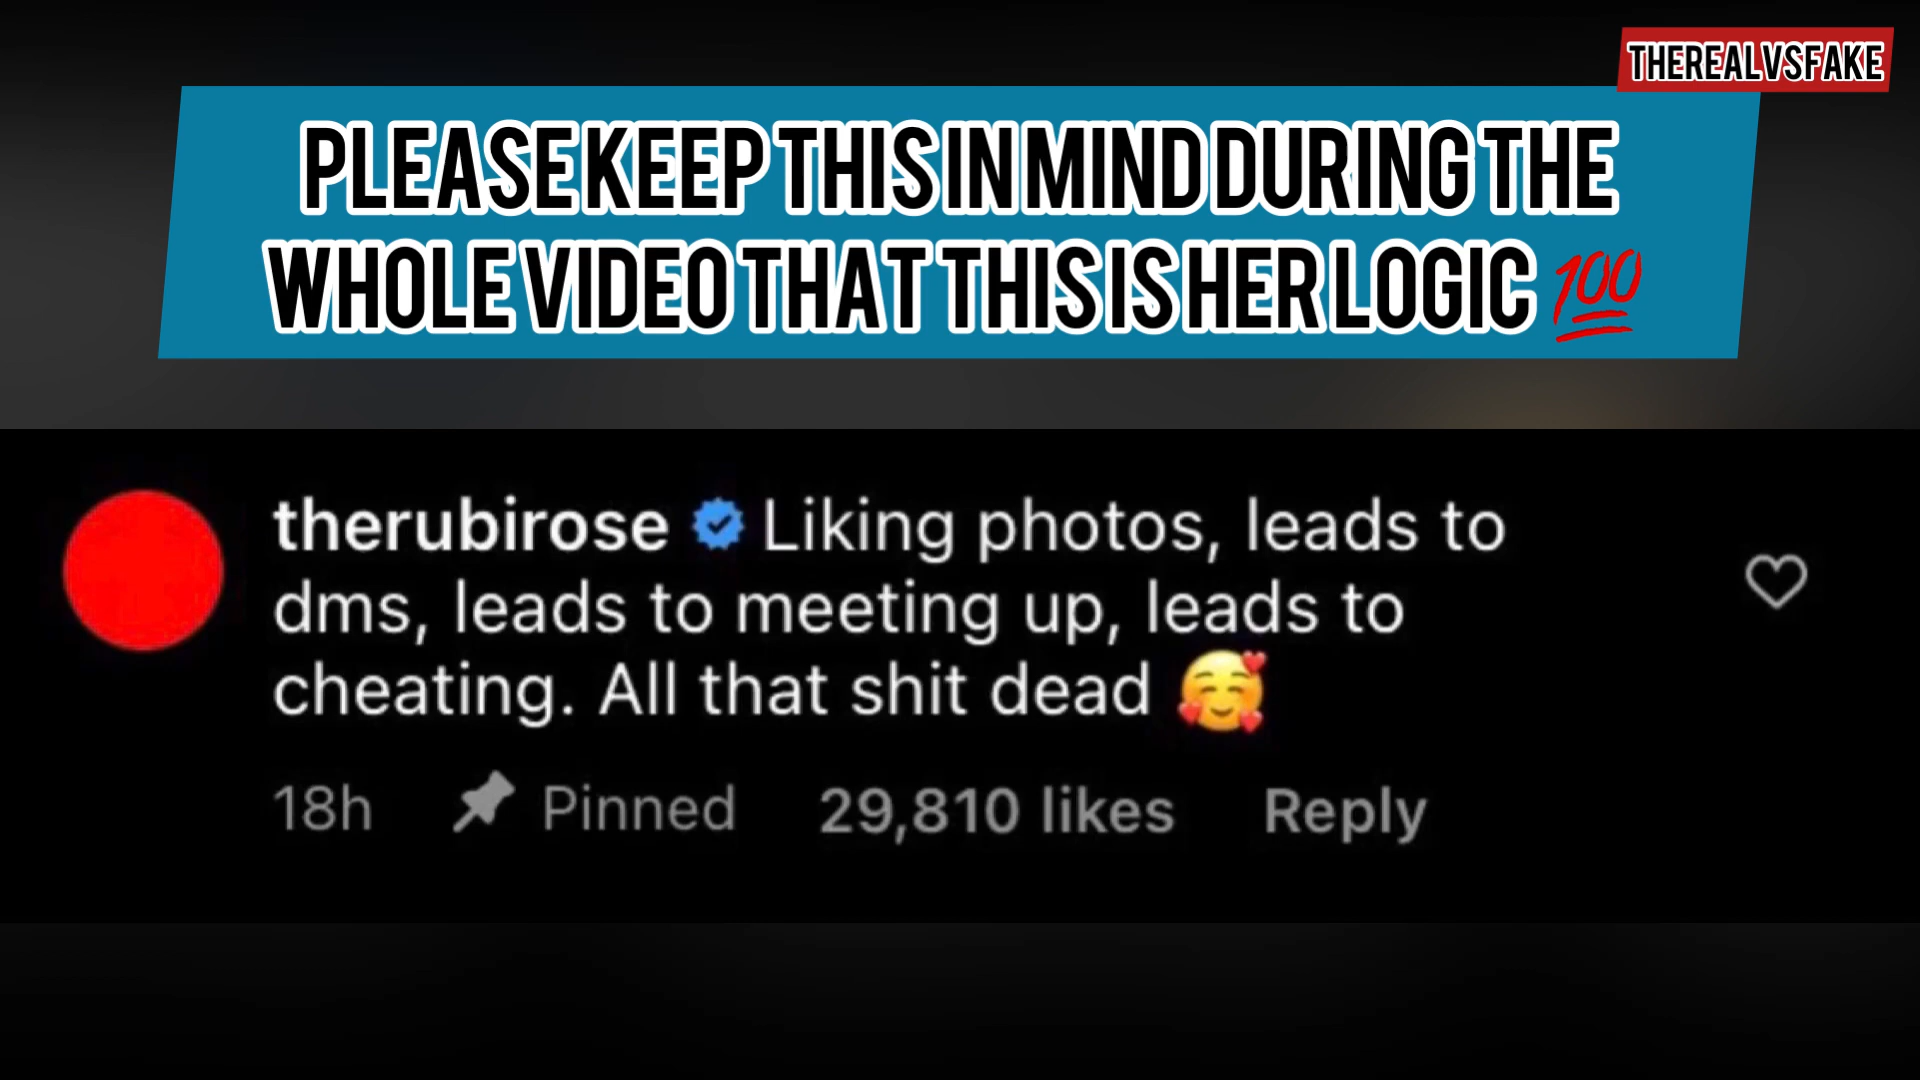 THEREALVSFAKE
PLEASE KEEP THIS IN MIND DURING THE
WHOLE VIDEO THAT THIS IS HER LOGIC 💯
therubirose Liking photos, leads to
dms, leads to meeting up, leads to
cheating. All that shit dead 🥰
18h Pinned 29,810 likes Reply